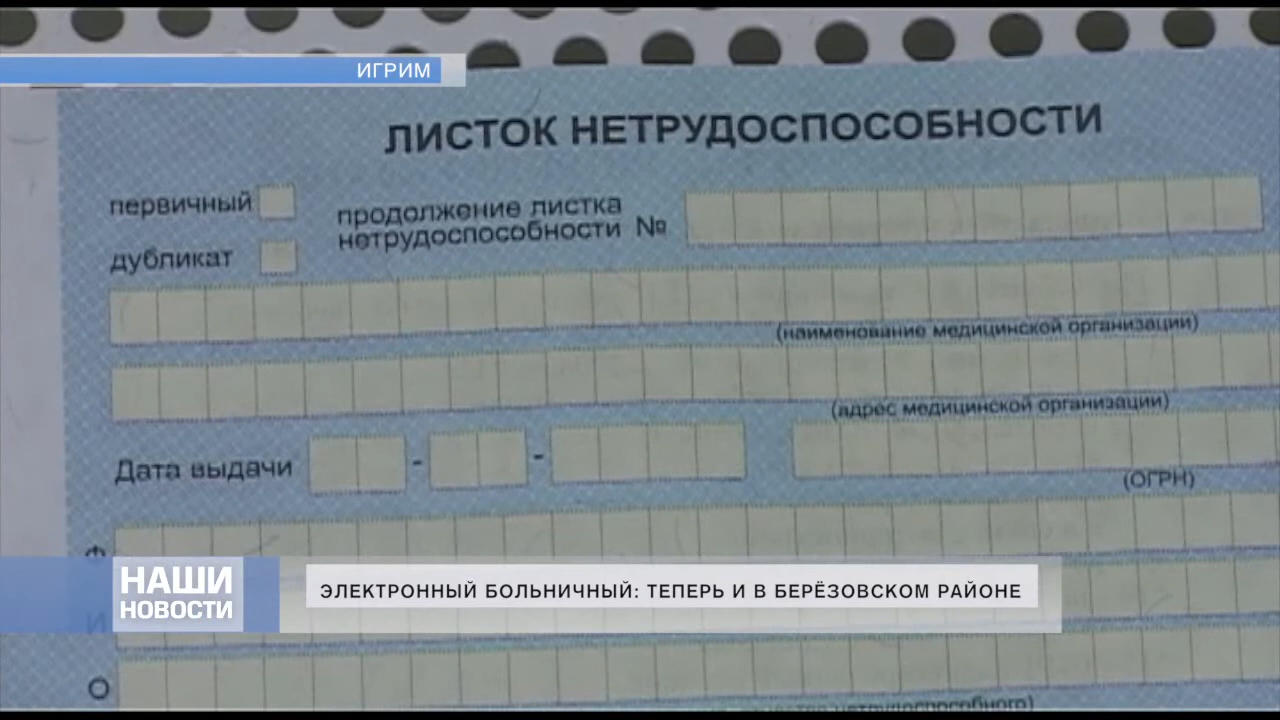 ИГРИМ
ЛИСТОК НЕТРУДОСПОСОБНОСТИ
первичный
продолжение листка
нетрудоспособности №
дубликат
(наименование медицинской организации)
(адрес медицинской организации)
Дата выдачи - -
(ОГРН)
Ф
НАШИ
НОВОСТИ
ЭЛЕКТРОННЫЙ БОЛЬНИЧНЫЙ: ТЕПЕРЬ И В БЕРЁЗОВСКОМ РАЙОНЕ
И
О
нетрудоспособного)